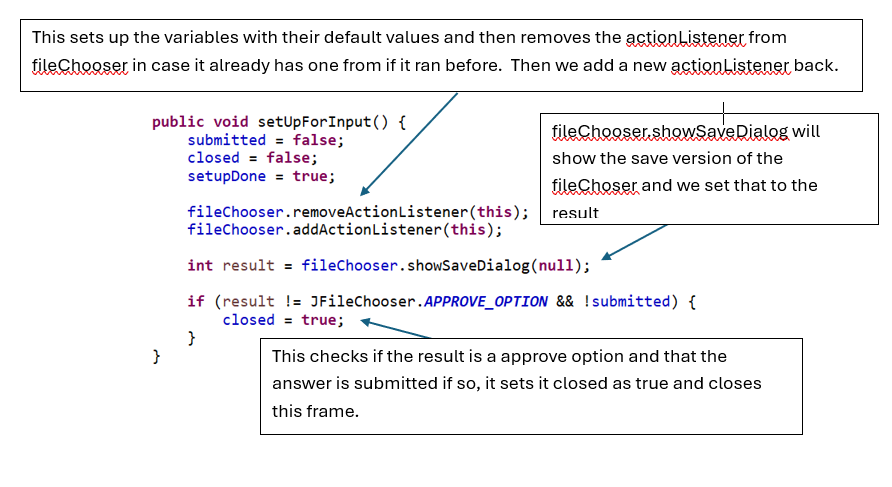 This sets up the variables with their default values and then removes the actionListener from
fileChooser in case it already has one from if it ran before.  Then we add a new actionListener back.
public void setUpForInput() {
    submitted = false;
    closed = false;
    setupDone = true;
    fileChooser.removeActionListener(this);
    fileChooser.addActionListener(this);
fileChooser.showSaveDialog will
show the save version of the
fileChoser and we set that to the
result
    int result = fileChooser.showSaveDialog(null);
    if (result != JFileChooser.APPROVE_OPTION && !submitted) {
        closed = true;
    }
}
This checks if the result is a approve option and that the
answer is submitted if so, it sets it closed as true and closes
this frame.